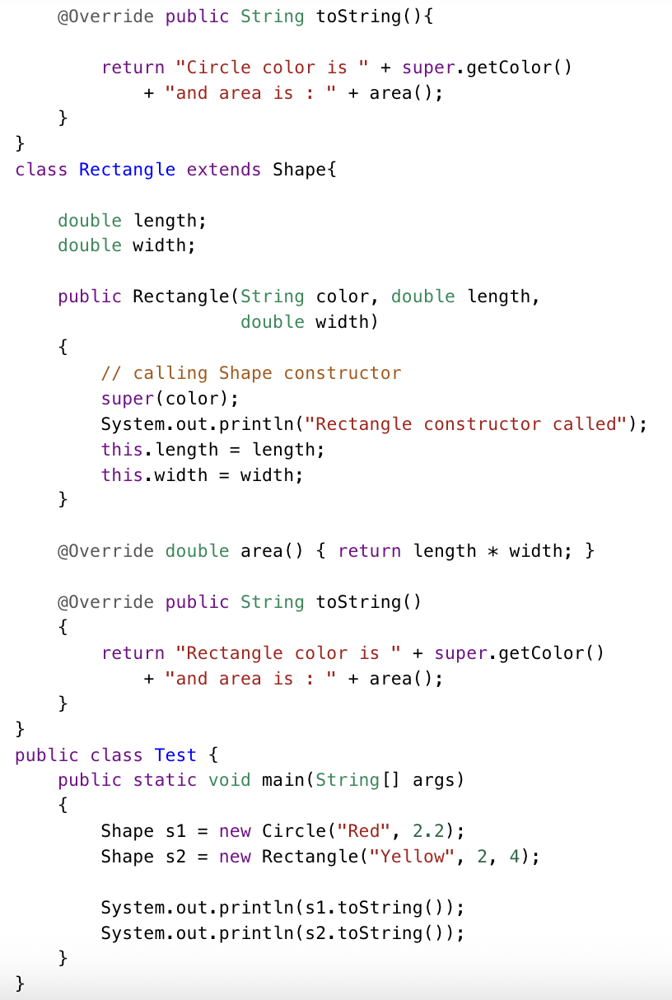 @Override public String toString(){
return "Circle color is " + super.getColor()
+ "and area is : " + area();
}
}
class Rectangle extends Shape{
double length;
double width;
public Rectangle(String color, double length,
double width)
{
// calling Shape constructor
super(color);
System.out.println("Rectangle constructor called");
this.length = length;
this.width = width;
}
@Override double area() { return length * width; }
@Override public String toString()
{
return "Rectangle color is " + super.getColor()
+ "and area is : " + area();
}
}
public class Test {
public static void main(String[] args)
{
Shape s1 = new Circle("Red", 2.2);
Shape s2 = new Rectangle("Yellow", 2, 4);
System.out.println(s1.toString());
System.out.println(s2.toString());
}
}